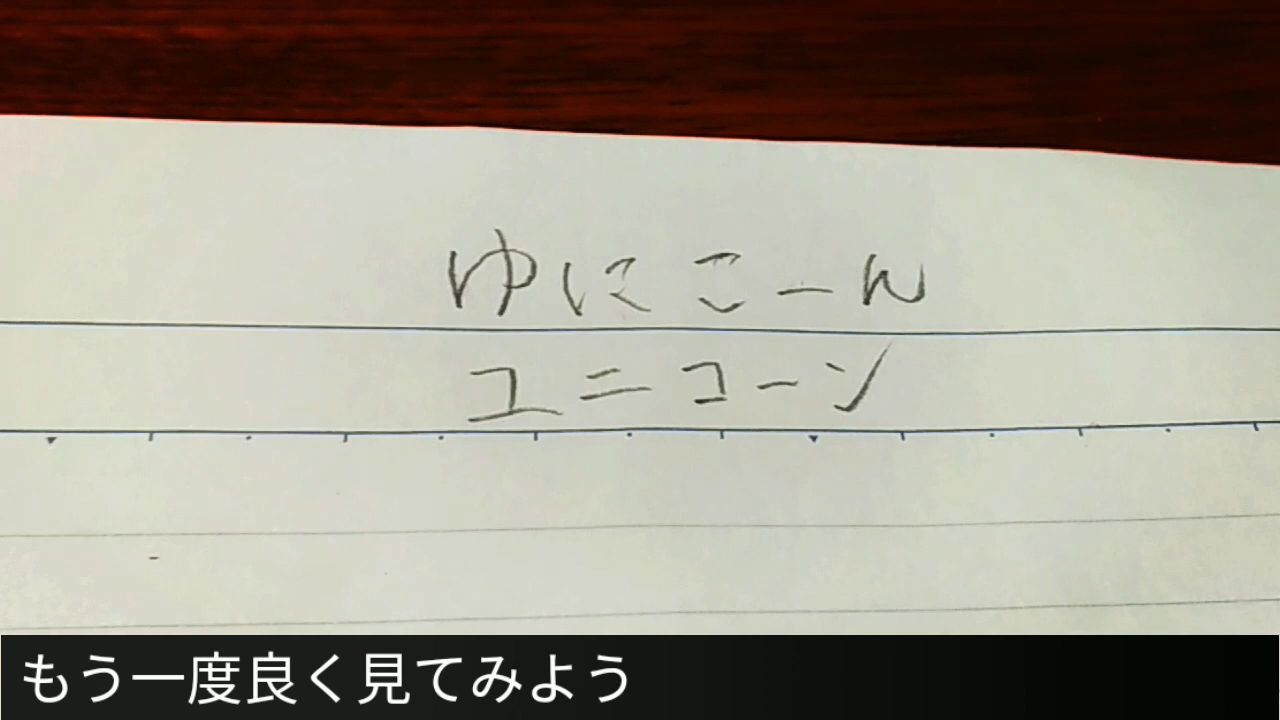 ゆにこーん
ユニコーン
もう一度良く見てみよう